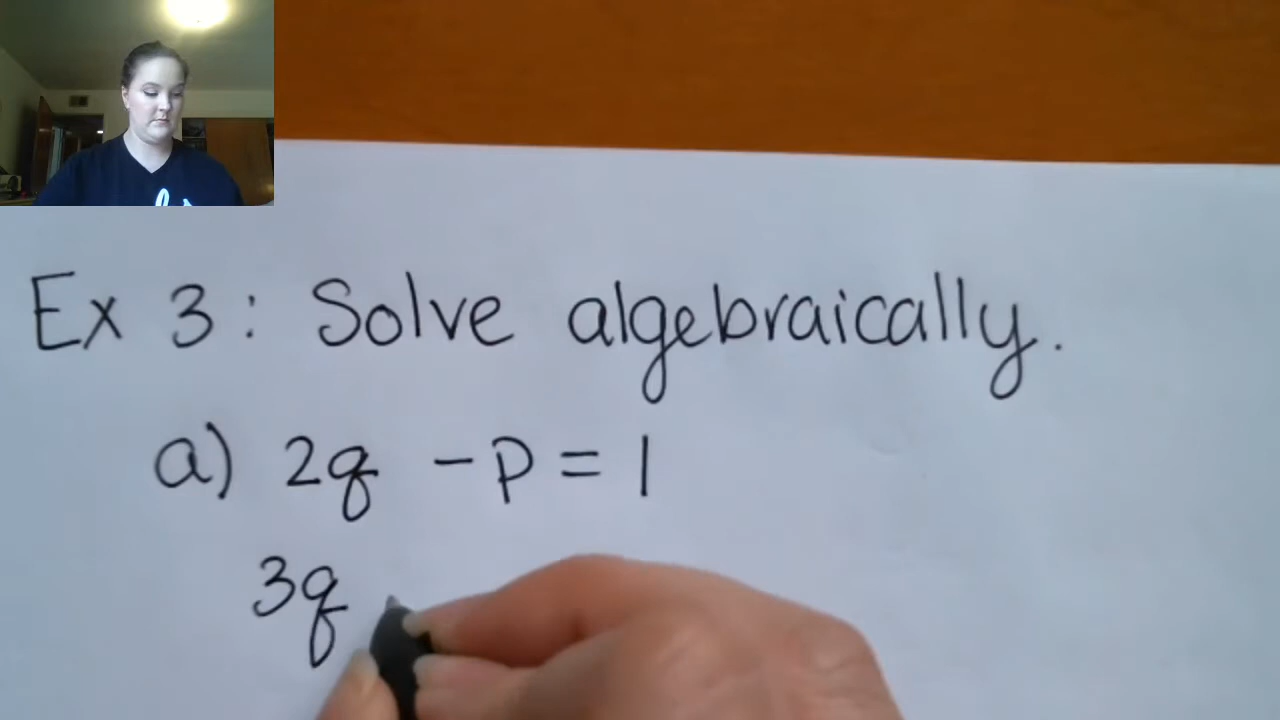 Ex 3: Solve algebraically.
a) 2q - p = 1
3q